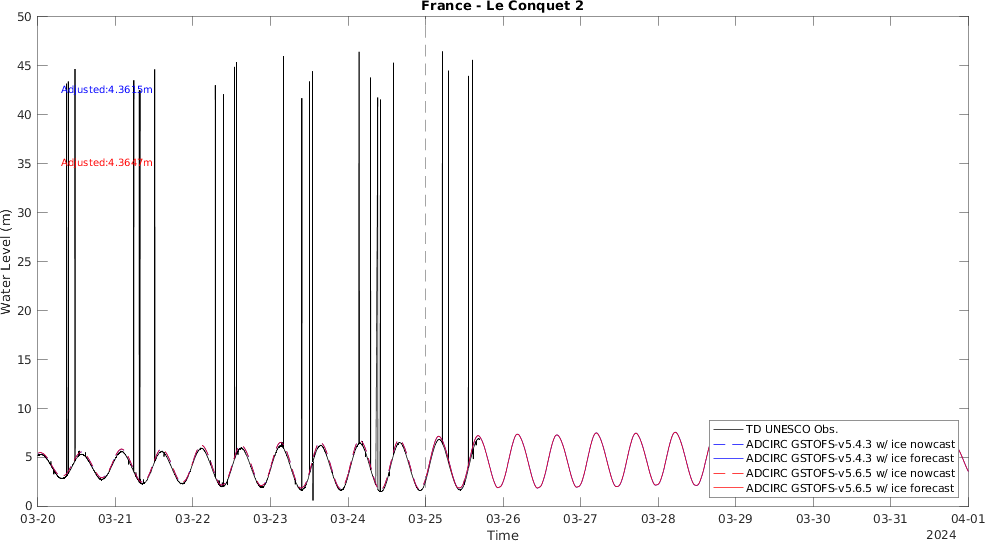 France - Le Conquet 2
50
45
40
35
30
25
20
15
10
5
0
Water Level (m)
Adjusted:4.3615m
Adjusted:4.3647m
TD UNESCO Obs.
ADCIRC GSTOFS-v5.4.3 w/ ice nowcast
ADCIRC GSTOFS-v5.4.3 w/ ice forecast
ADCIRC GSTOFS-v5.6.5 w/ ice nowcast
ADCIRC GSTOFS-v5.6.5 w/ ice forecast
03-20 03-21 03-22 03-23 03-24 03-25 03-26 03-27 03-28 03-29 03-30 03-31 04-01
Time
2024